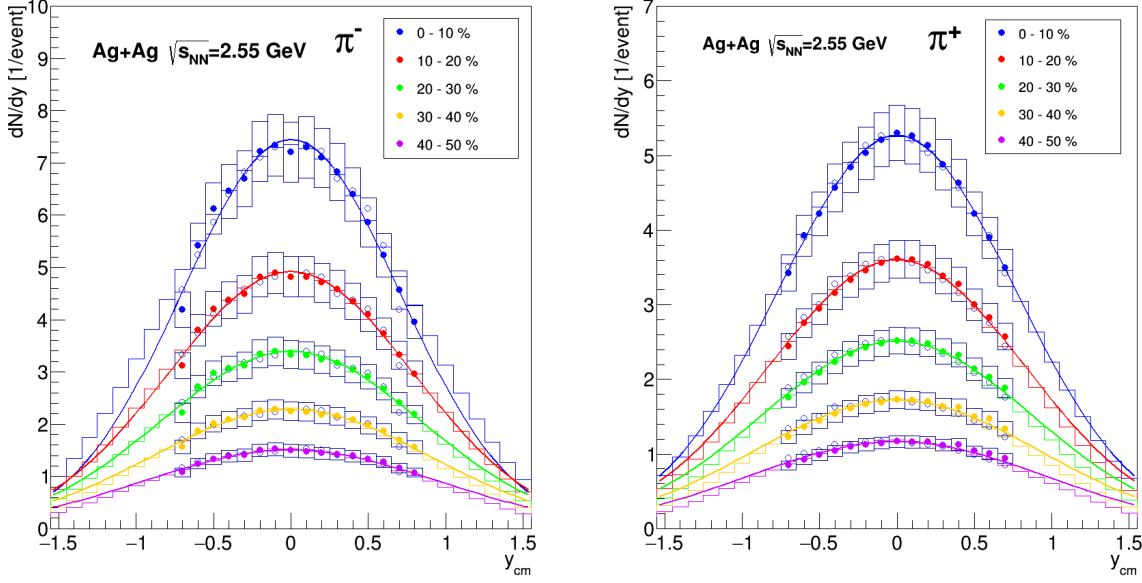 dN/dy [1/event]
10
9
8
7
6
5
4
3
2
1
0
Ag+Ag √sNN=2.55 GeV π-
0 - 10 %
10 - 20 %
20 - 30 %
30 - 40 %
40 - 50 %
−1.5 −1 −0.5 0 0.5 1 1.5
ycm
dN/dy [1/event]
7
6
5
4
3
2
1
0
Ag+Ag √sNN=2.55 GeV π+
0 - 10 %
10 - 20 %
20 - 30 %
30 - 40 %
40 - 50 %
−1.5 −1 −0.5 0 0.5 1 1.5
ycm